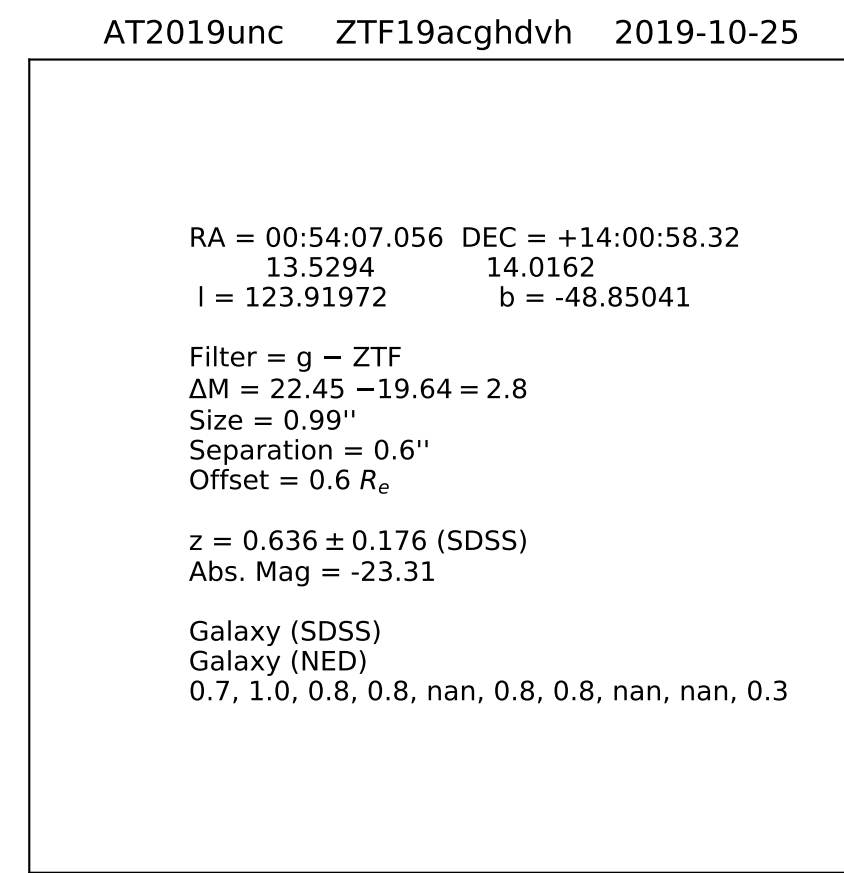 AT2019unc ZTF19acghdvh 2019-10-25
RA = 00:54:07.056 DEC = +14:00:58.32
13.5294 14.0162
l = 123.91972 b = -48.85041
Filter = g − ZTF
ΔM = 22.45 −19.64 = 2.8
Size = 0.99''
Separation = 0.6''
Offset = 0.6 Rₑ
z = 0.636 ± 0.176 (SDSS)
Abs. Mag = -23.31
Galaxy (SDSS)
Galaxy (NED)
0.7, 1.0, 0.8, 0.8, nan, 0.8, 0.8, nan, nan, 0.3